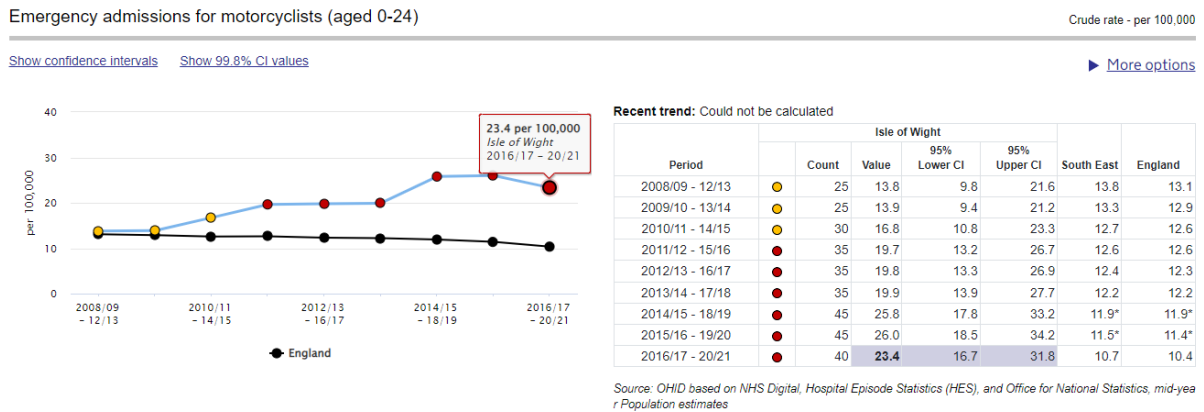 Emergency admissions for motorcyclists (aged 0-24)
Crude rate - per 100,000
Show confidence intervals Show 99.8% CI values
▶ More options
40
30
20
10
0
per 100,000
23.4 per 100,000
Isle of Wight
2016/17 – 20/21
2008/09
– 12/13
2010/11
– 14/15
2012/13
– 16/17
2014/15
– 18/19
2016/17
– 20/21
England
Recent trend: Could not be calculated
Isle of Wight
Period Count Value 95% Lower CI 95% Upper CI South East England
2008/09 - 12/13 25 13.8 9.8 21.6 13.8 13.1
2009/10 - 13/14 25 13.9 9.4 21.2 13.3 12.9
2010/11 - 14/15 30 16.8 10.8 23.3 12.7 12.6
2011/12 - 15/16 35 19.7 13.2 26.7 12.6 12.6
2012/13 - 16/17 35 19.8 13.3 26.9 12.4 12.3
2013/14 - 17/18 35 19.9 13.9 27.7 12.2 12.2
2014/15 - 18/19 45 25.8 17.8 33.2 11.9* 11.9*
2015/16 - 19/20 45 26.0 18.5 34.2 11.5* 11.4*
2016/17 - 20/21 40 23.4 16.7 31.8 10.7 10.4
Source: OHID based on NHS Digital, Hospital Episode Statistics (HES), and Office for National Statistics, mid-yea
r Population estimates